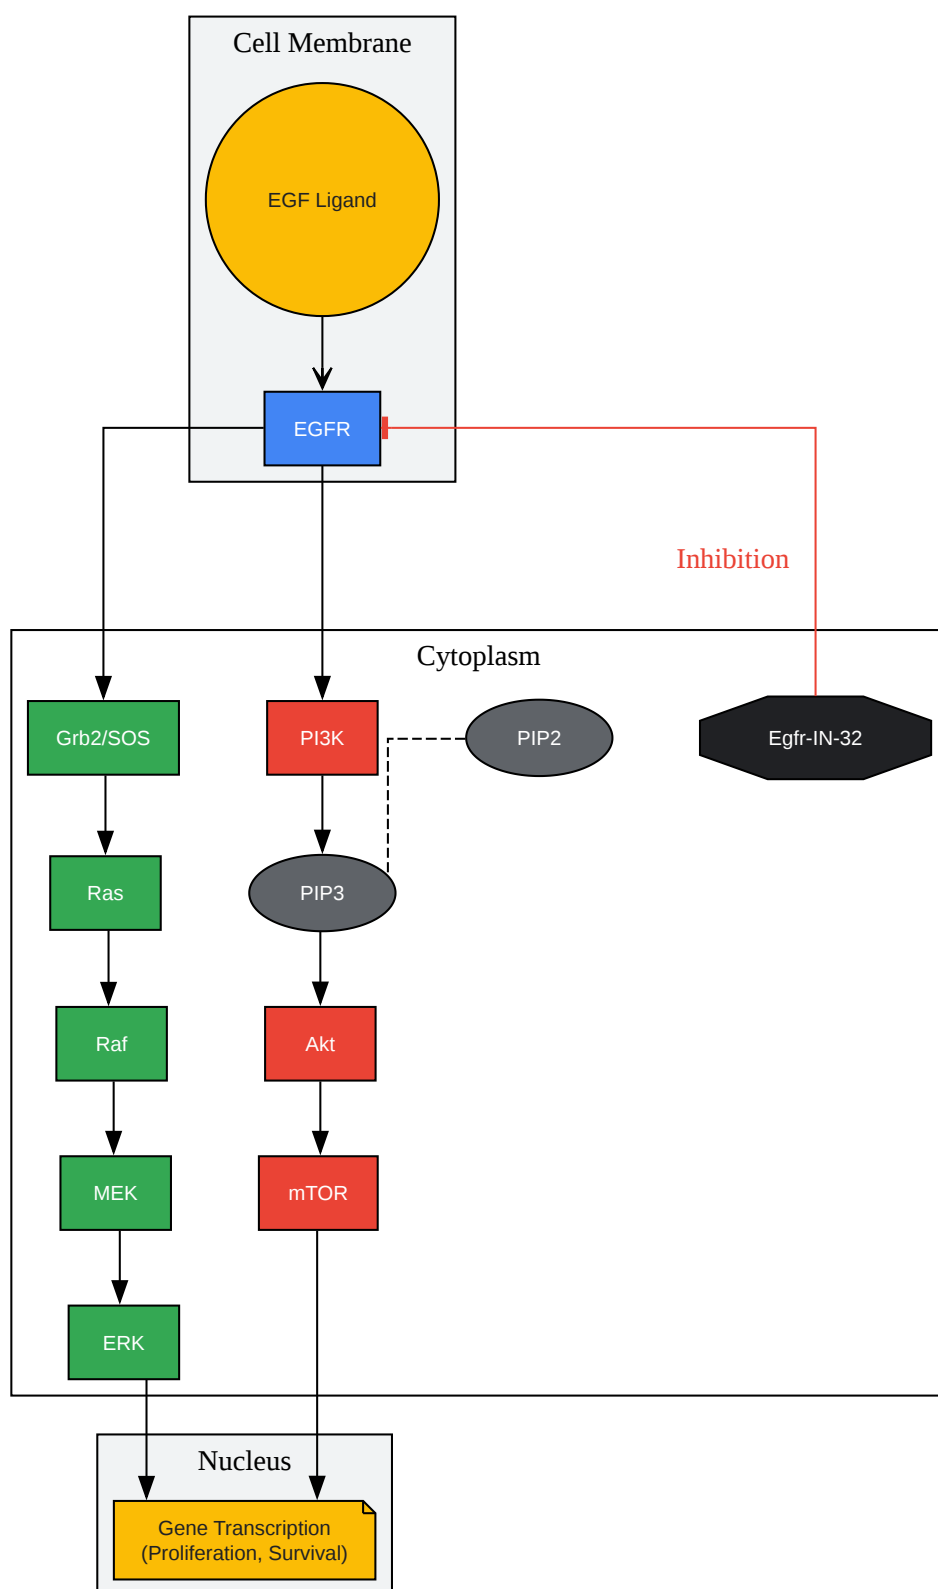 Cell Membrane
EGF Ligand
EGFR
Inhibition
Cytoplasm
Grb2/SOS
PI3K
PIP2
Egfr-IN-32
Ras
PIP3
Raf
Akt
MEK
mTOR
ERK
Nucleus
Gene Transcription
(Proliferation, Survival)